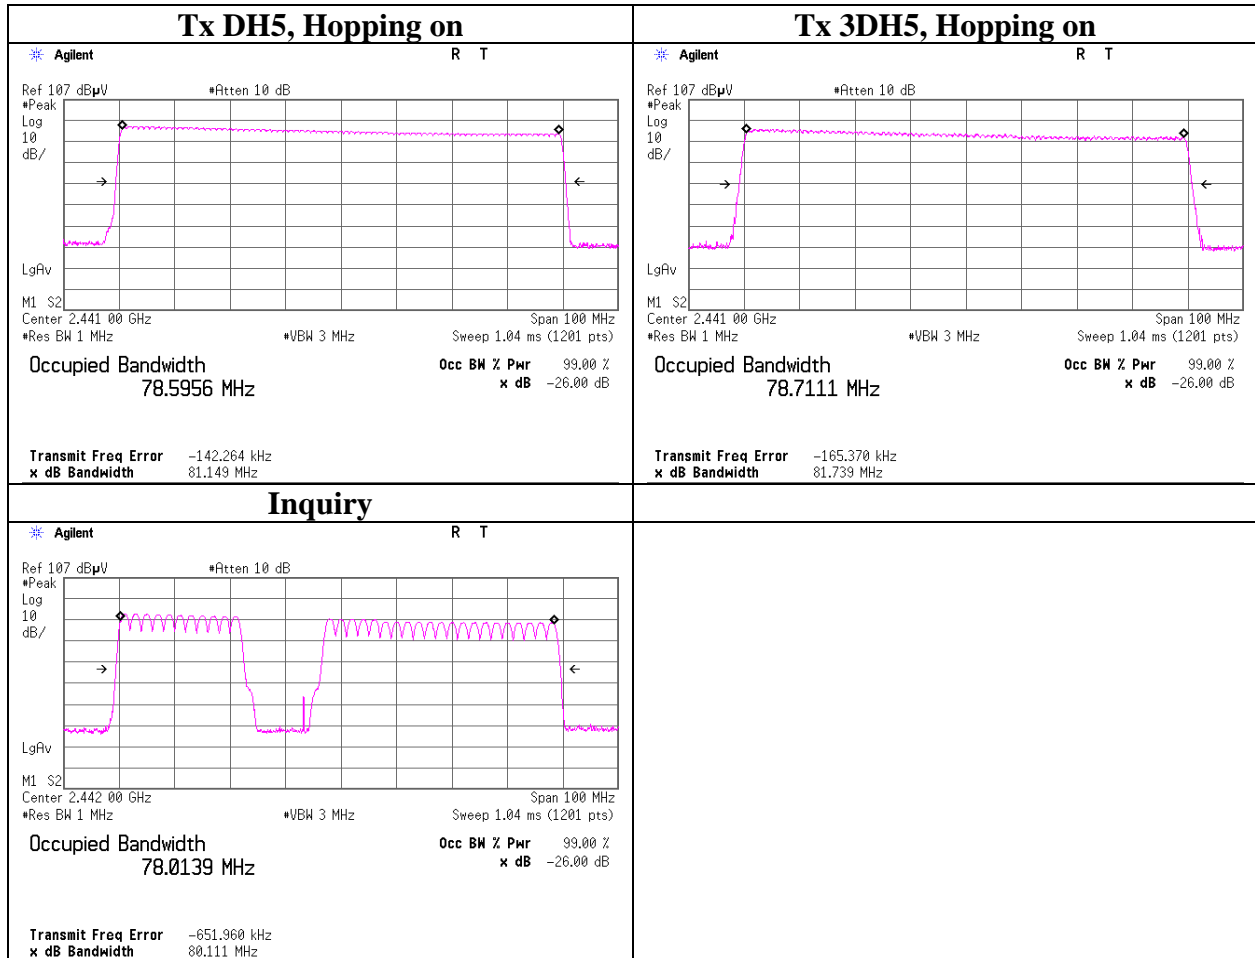 Tx DH5, Hopping on
Agilent R T
Ref 107 dBµV #Atten 10 dB
#Peak
Log
10
dB/
LgAv
M1 S2
Center 2.441 00 GHz Span 100 MHz
#Res BW 1 MHz #VBW 3 MHz Sweep 1.04 ms (1201 pts)
Occupied Bandwidth Occ BW % Pwr 99.00 %
78.5956 MHz x dB -26.00 dB
Transmit Freq Error -142.264 kHz
x dB Bandwidth 81.149 MHz
Tx 3DH5, Hopping on
Agilent R T
Ref 107 dBµV #Atten 10 dB
#Peak
Log
10
dB/
LgAv
M1 S2
Center 2.441 00 GHz Span 100 MHz
#Res BW 1 MHz #VBW 3 MHz Sweep 1.04 ms (1201 pts)
Occupied Bandwidth Occ BW % Pwr 99.00 %
78.7111 MHz x dB -26.00 dB
Transmit Freq Error -165.370 kHz
x dB Bandwidth 81.739 MHz
Inquiry
Agilent R T
Ref 107 dBµV #Atten 10 dB
#Peak
Log
10
dB/
LgAv
M1 S2
Center 2.442 00 GHz Span 100 MHz
#Res BW 1 MHz #VBW 3 MHz Sweep 1.04 ms (1201 pts)
Occupied Bandwidth Occ BW % Pwr 99.00 %
78.0139 MHz x dB -26.00 dB
Transmit Freq Error -651.960 kHz
x dB Bandwidth 80.111 MHz